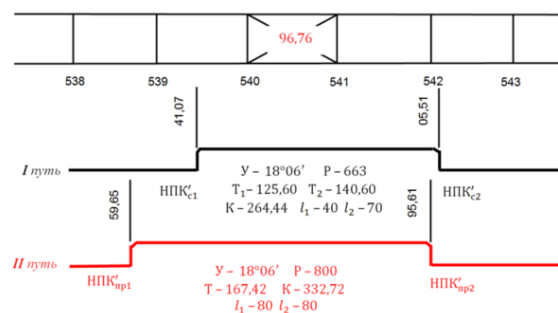 96,76
538 539 540 541 542 543
41,07 05,51
I путь
НПК′с1 У – 18°06′ Р – 663 НПК′с2
Т1 – 125,60 Т2 – 140,60
К – 264,44 l1 – 40 l2 – 70
59,65 95,61
II путь
НПК′пр1 У – 18°06′ Р – 800 НПК′пр2
Т – 167,42 К – 332,72
l1 – 80 l2 – 80